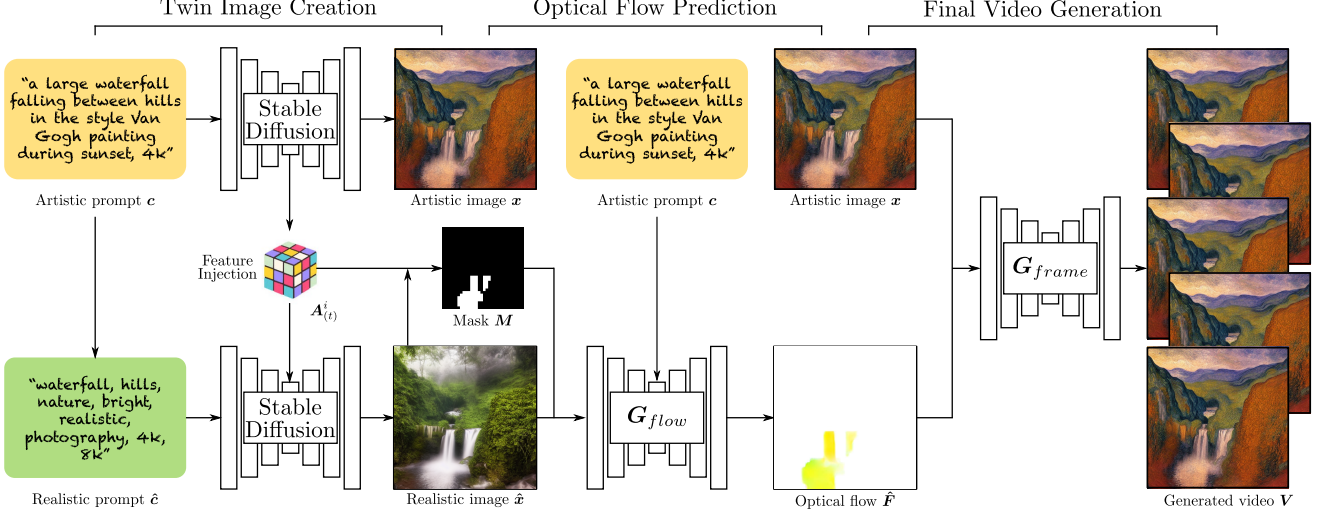 Twin Image Creation
Optical Flow Prediction
Final Video Generation
“a large waterfall
falling between hills
in the style Van
Gogh painting
during sunset, 4k”
Artistic prompt c
Stable
Diffusion
Artistic image x
“a large waterfall
falling between hills
in the style Van
Gogh painting
during sunset, 4k”
Artistic prompt c
Artistic image x
Feature
Injection
A^i_(t)
Mask M
G_frame
“waterfall, hills,
nature, bright,
realistic,
photography, 4k,
8k”
Realistic prompt ĉ
Stable
Diffusion
Realistic image x̂
G_flow
Optical flow F̂
Generated video V